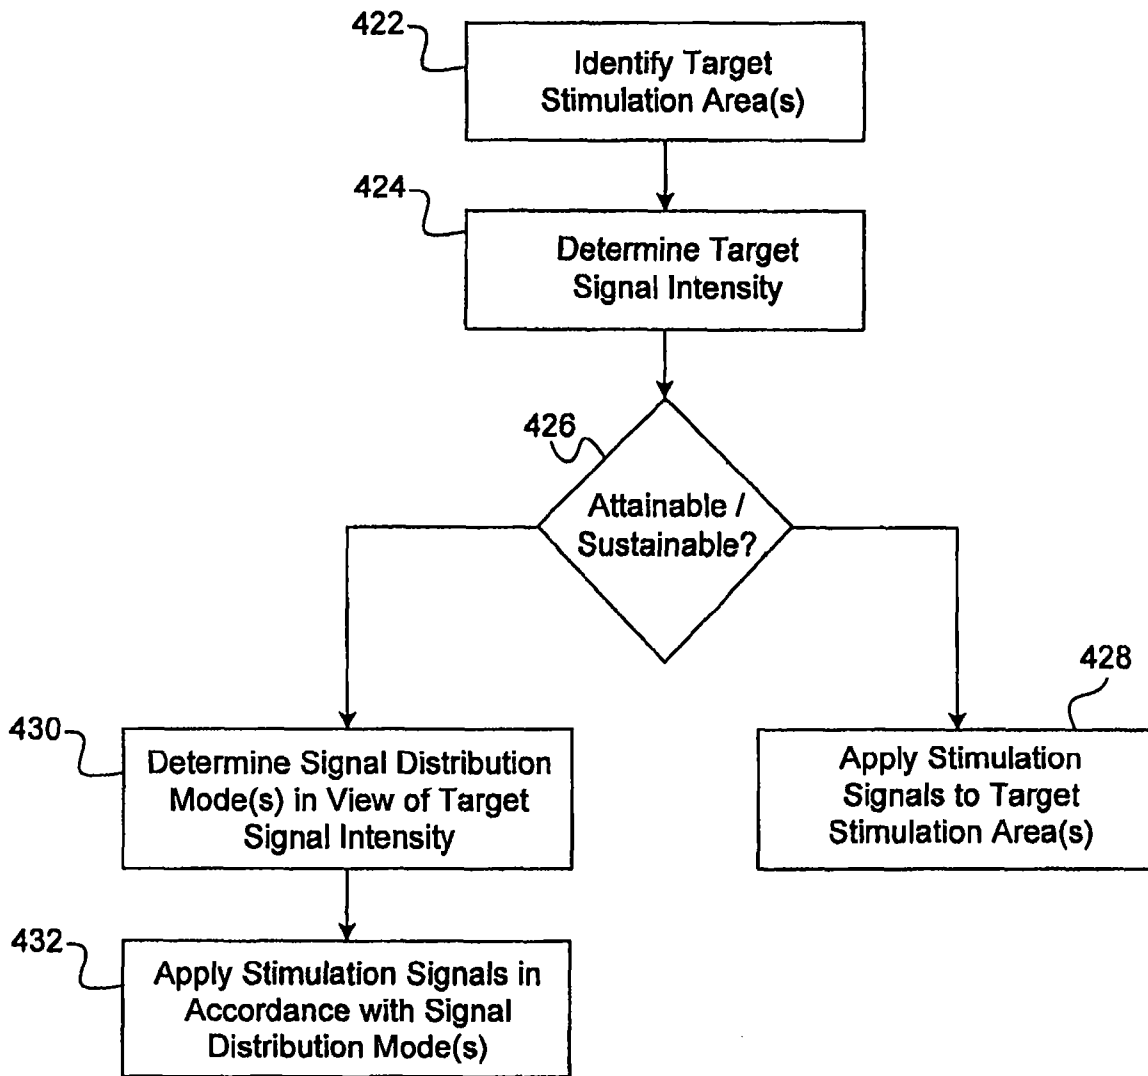 422
Identify Target
Stimulation Area(s)
424
Determine Target
Signal Intensity
426
Attainable /
Sustainable?
428
Apply Stimulation
Signals to Target
Stimulation Area(s)
430
Determine Signal Distribution
Mode(s) in View of Target
Signal Intensity
432
Apply Stimulation Signals in
Accordance with Signal
Distribution Mode(s)